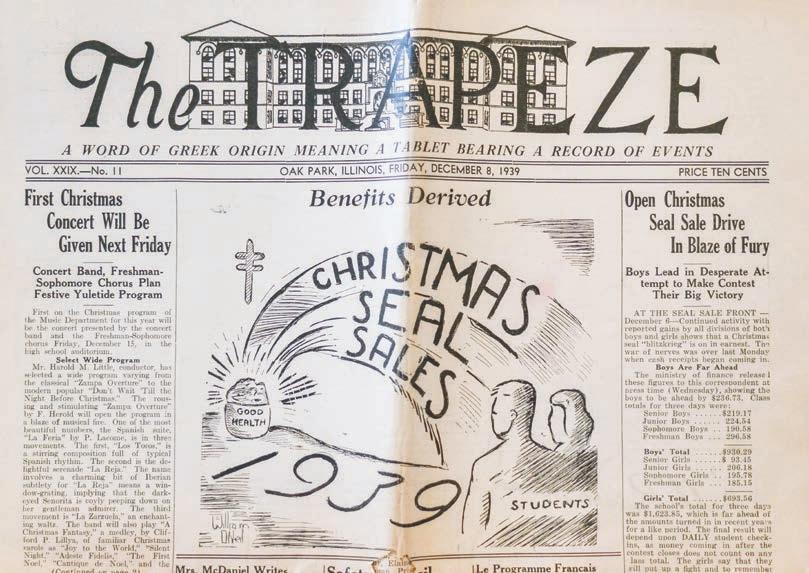 The TRAPEZE
A WORD OF GREEK ORIGIN MEANING A TABLET BEARING A RECORD OF EVENTS
VOL. XXIX.—No. 11
OAK PARK, ILLINOIS, FRIDAY, DECEMBER 8, 1939
PRICE TEN CENTS
First Christmas
Concert Will Be
Given Next Friday
Concert Band, Freshman-
Sophomore Chorus Plan
Festive Yuletide Program
First on the Christmas program of
the Music Department for this year will
be the concert presented by the concert
band and the Freshman-Sophomore
chorus Friday, December 15, in the
high school auditorium.
Select Wide Program
Mr. Harold M. Little, conductor, has
selected a wide program varying from
the classical "Zampa Overture" to the
modern popular "Don't Wait 'Till the
Night Before Christmas." The rous-
ing and stimulating "Zampa Overture"
by F. Herold will open the program in
a blaze of musical fire. One of the most
beautiful numbers, the Spanish suite,
"La Feria" by P. Lacome, is in three
movements. The first, "Los Toros," is
a stirring composition full of typical
Spanish rhythm. The second is the de-
lightful serenade "La Reja." The name
involves a charming bit of Iberian
subtlety for "La Reja" means a win-
dow-grating, implying that the dark-
eyed Senorita is coyly peeping down on
her gentleman admirer. The third
movement is "La Zarzuela," an enchant-
ing waltz. The band will also play "A
Christmas Fantasy," a medley, by Clif-
ford P. Lillya, of familiar Christmas
carols as "Joy to the World," "Silent
Night," "Adeste Fidelis," "The First
Noel," "Cantique de Noel," and the
(Continued on page 3)
Benefits Derived
CHRISTMAS
SEAL
SALES
GOOD
HEALTH
1939
STUDENTS
William
O'Neil
Mrs. McDaniel Writes
Le Programme Francais
Open Christmas
Seal Sale Drive
In Blaze of Fury
Boys Lead in Desperate At-
tempt to Make Contest
Their Big Victory
AT THE SEAL SALE FRONT —
December 6—Continued activity with
reported gains by all divisions of both
boys and girls shows that a Christmas
seal "blitzkrieg" is on in earnest. The
war of nerves was over last Monday
when cash receipts began coming in.
Boys Are Far Ahead
The ministry of finance released
these figures to this correspondent at
press time (Wednesday), showing the
boys to be ahead by $236.73. Class
totals for three days were:
Senior Boys ......$219.17
Junior Boys ...... 224.54
Sophomore Boys .. 190.58
Freshman Boys ... 296.58
Boys' Total ......$930.29
Senior Girls ......$ 93.45
Junior Girls ...... 206.18
Sophomore Girls .. 195.78
Freshman Girls ... 185.15
Girls' Total ......$693.56
The school's total for three days
was $1,623.85, which is far ahead of
the amounts turned in in recent years
for a like period. The final result will
depend upon DAILY student check-
ins, as money coming in after the
contest closes does not count on any
class total. The girls say that they
will put up a fight and to remember